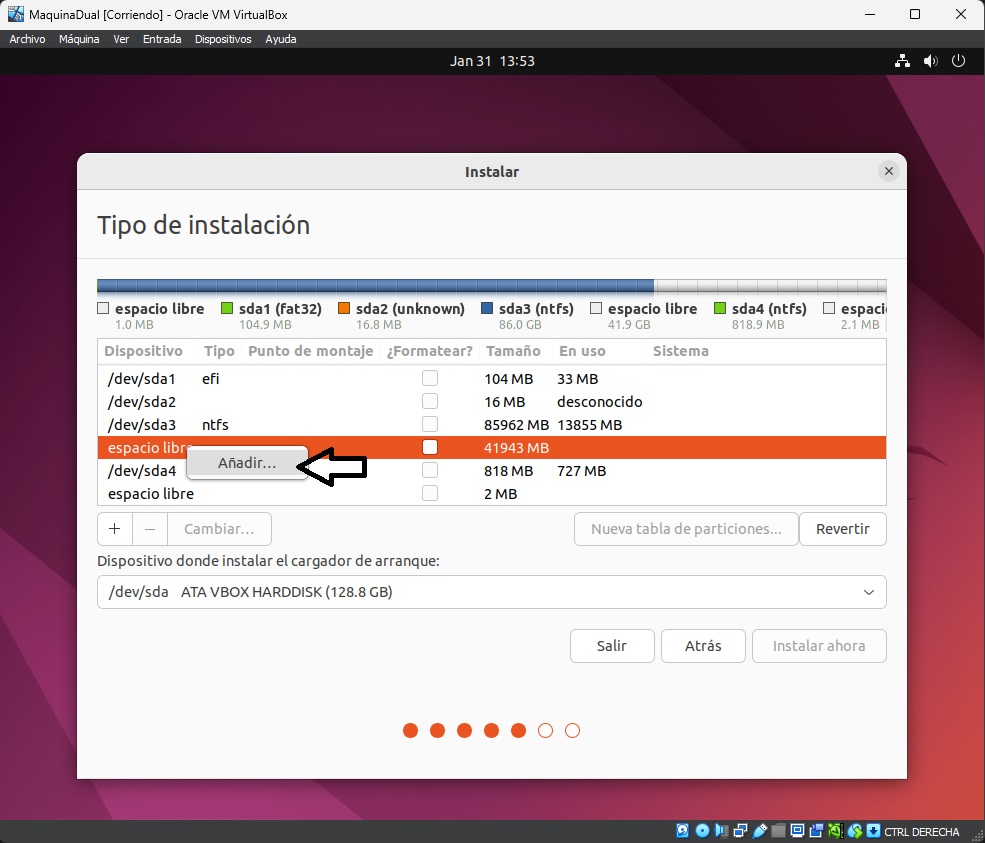 MaquinaDual [Corriendo] - Oracle VM VirtualBox
Archivo Máquina Ver Entrada Dispositivos Ayuda
Jan 31 13:53
Instalar
Tipo de instalación
espacio libre sda1 (fat32) sda2 (unknown) sda3 (ntfs) espacio libre sda4 (ntfs) espaci
1.0 MB 104.9 MB 16.8 MB 86.0 GB 41.9 GB 818.9 MB 2.1 MB
Dispositivo Tipo Punto de montaje ¿Formatear? Tamaño En uso Sistema
/dev/sda1 efi 104 MB 33 MB
/dev/sda2 16 MB desconocido
/dev/sda3 ntfs 85962 MB 13855 MB
espacio libre 41943 MB
Añadir...
/dev/sda4 818 MB 727 MB
espacio libre 2 MB
+ – Cambiar... Nueva tabla de particiones... Revertir
Dispositivo donde instalar el cargador de arranque:
/dev/sda ATA VBOX HARDDISK (128.8 GB)
Salir Atrás Instalar ahora
CTRL DERECHA